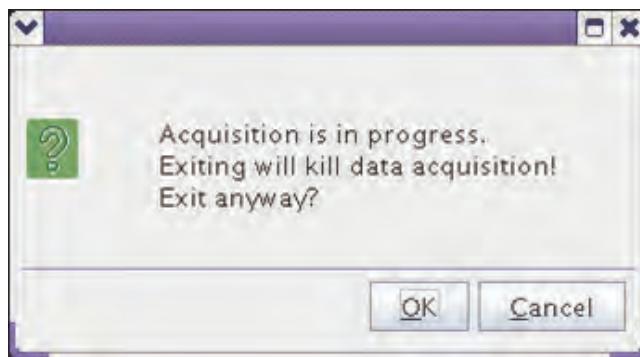 Acquisition is in progress.
Exiting will kill data acquisition!
Exit anyway?
OK
Cancel